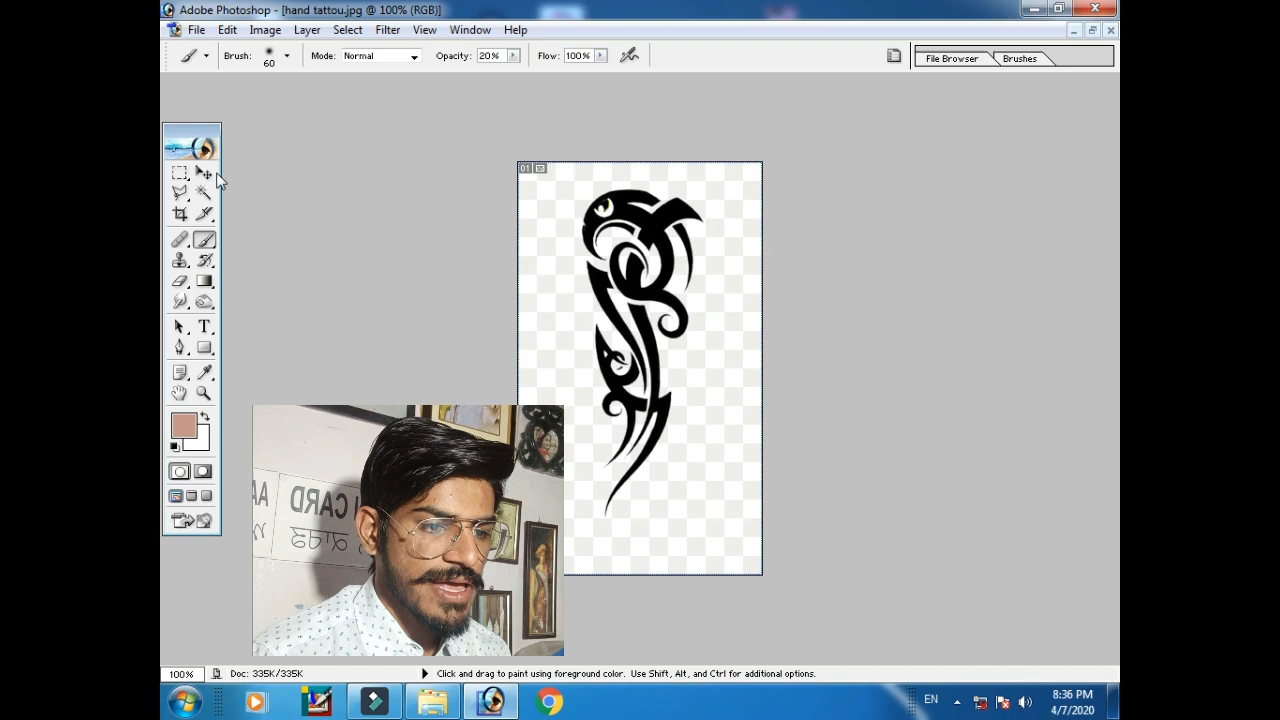 Adobe Photoshop - [hand tattou.jpg @ 100% (RGB)]
File Edit Image Layer Select Filter View Window Help
Brush: 60 Mode: Normal Opacity: 20% Flow: 100% File Browser Brushes
01
T
CARD
100% Doc: 335K/335K Click and drag to paint using foreground color. Use Shift, Alt, and Ctrl for additional options.
EN 8:36 PM
4/7/2020